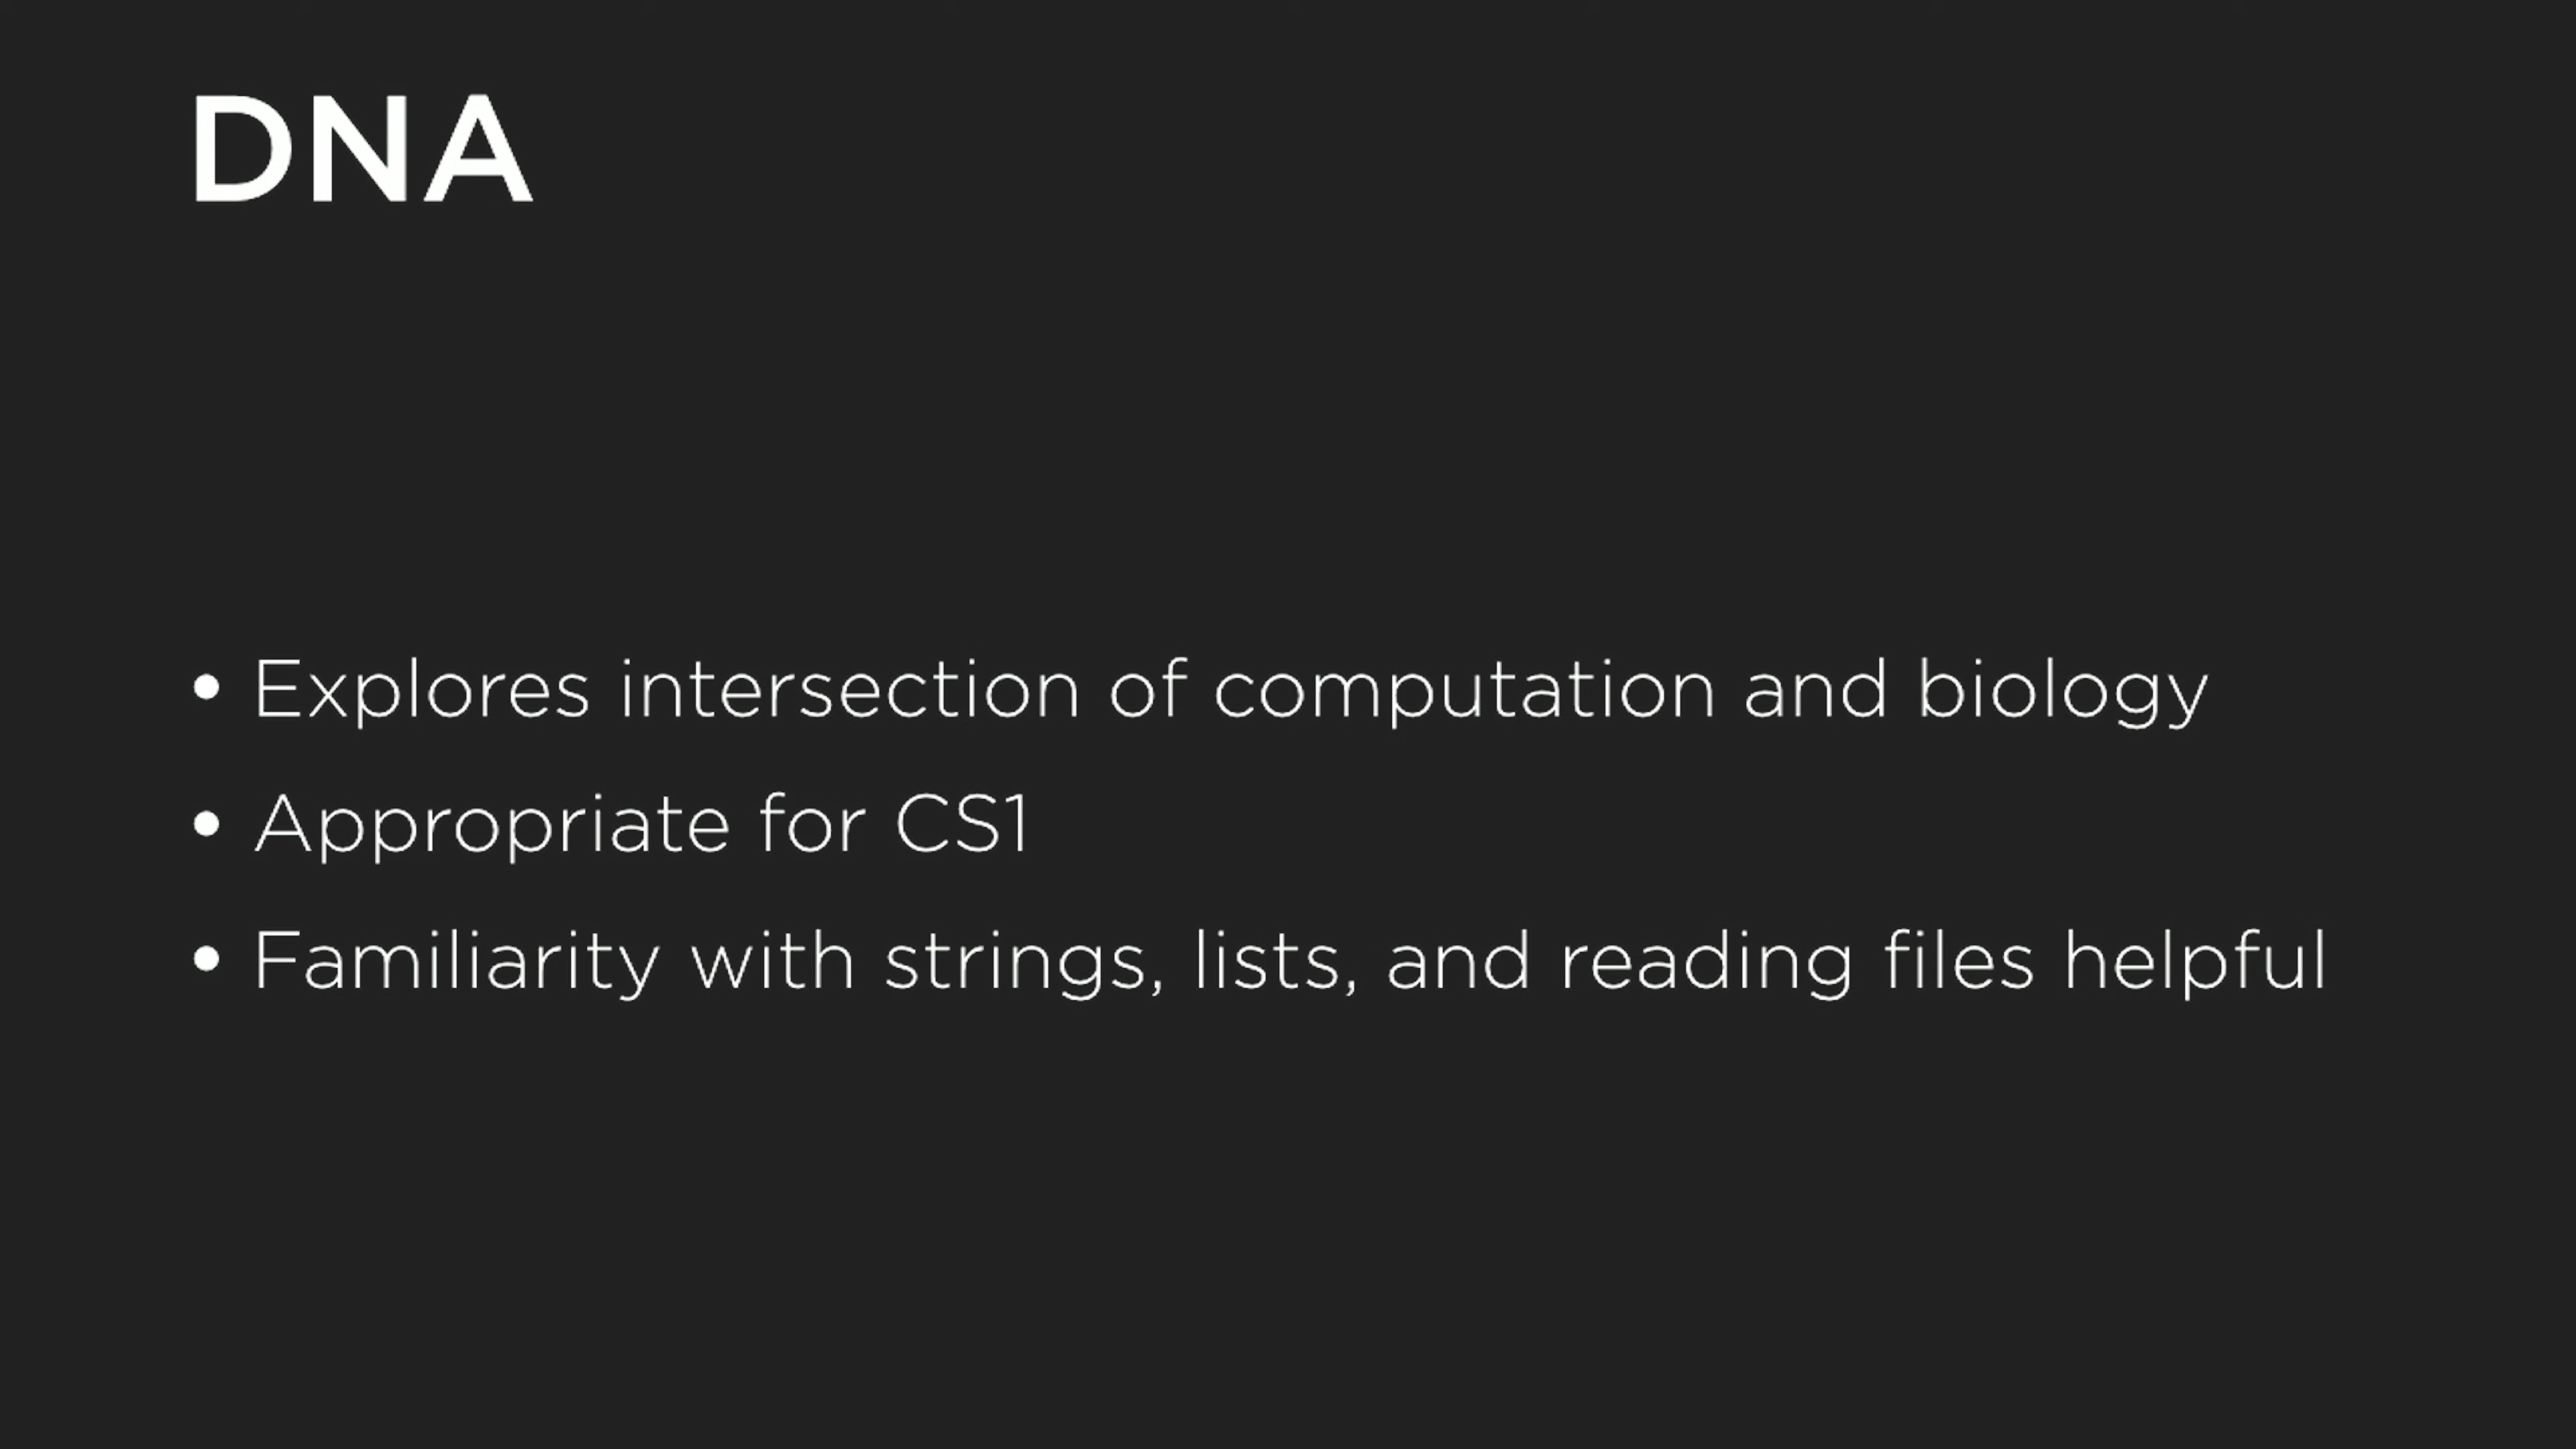 DNA
• Explores intersection of computation and biology
• Appropriate for CS1
• Familiarity with strings, lists, and reading files helpful